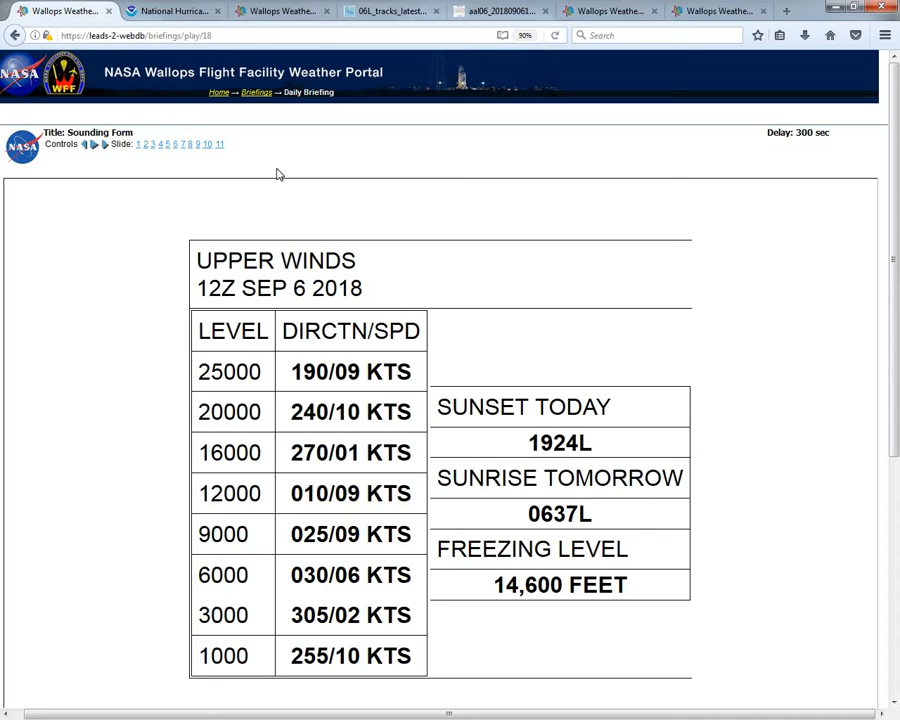 Wallops Weathe... National Hurrica... Wallops Weathe... 06L_tracks_latest... aal06_201809061... Wallops Weathe... Wallops Weathe...
https://leads-2-webdb/briefings/play/18 90% Search
NASA WFF NASA Wallops Flight Facility Weather Portal
Home → Briefings → Daily Briefing
NASA Title: Sounding Form Delay: 300 sec
Controls Slide: 1 2 3 4 5 6 7 8 9 10 11
UPPER WINDS
12Z SEP 6 2018
LEVEL DIRCTN/SPD
25000 190/09 KTS
20000 240/10 KTS
16000 270/01 KTS
12000 010/09 KTS
9000 025/09 KTS
6000 030/06 KTS
3000 305/02 KTS
1000 255/10 KTS
SUNSET TODAY
1924L
SUNRISE TOMORROW
0637L
FREEZING LEVEL
14,600 FEET